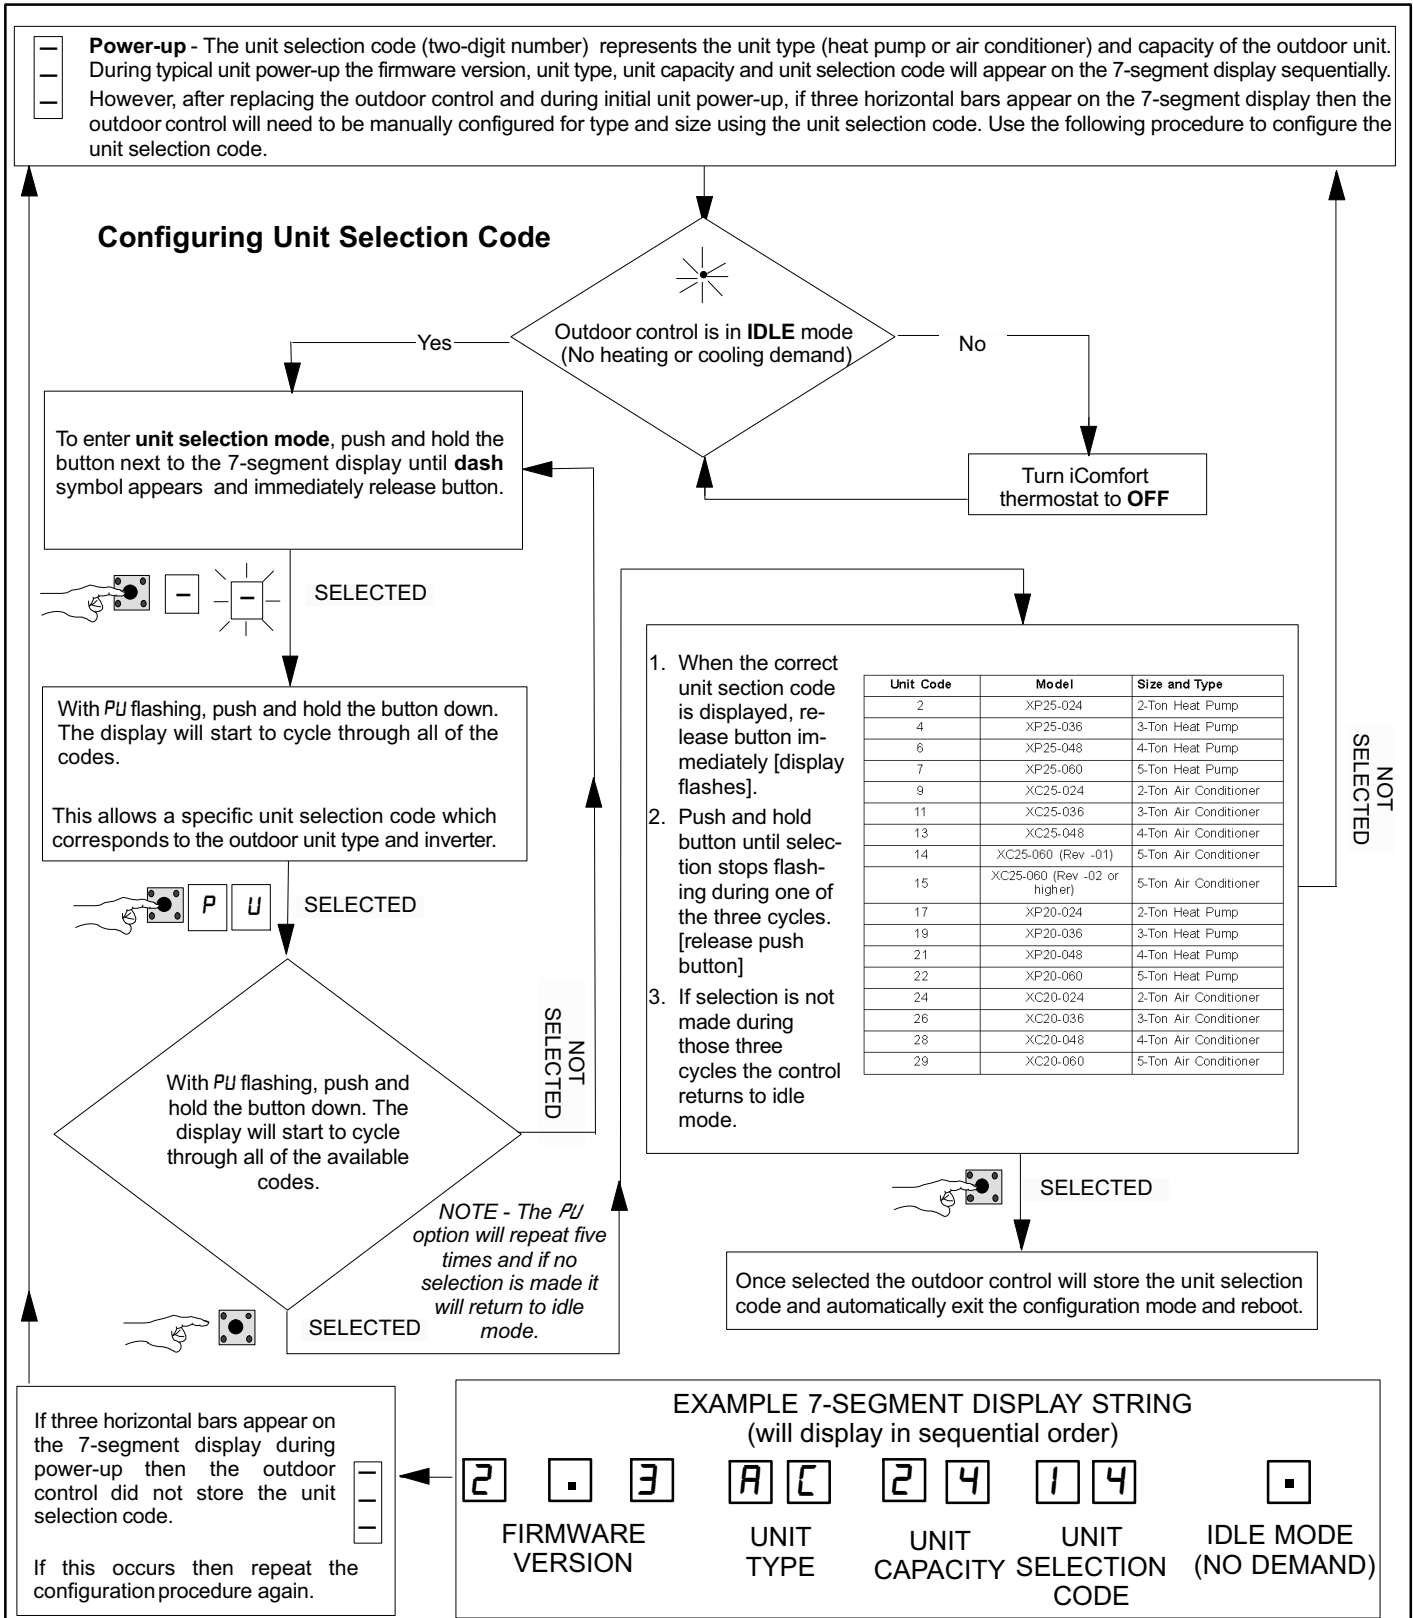 Power-up - The unit selection code (two-digit number) represents the unit type (heat pump or air conditioner) and capacity of the outdoor unit.
During typical unit power-up the firmware version, unit type, unit capacity and unit selection code will appear on the 7-segment display sequentially.
However, after replacing the outdoor control and during initial unit power-up, if three horizontal bars appear on the 7-segment display then the
outdoor control will need to be manually configured for type and size using the unit selection code. Use the following procedure to configure the
unit selection code.
Configuring Unit Selection Code
Outdoor control is in IDLE mode
(No heating or cooling demand)
Yes
No
Turn iComfort
thermostat to OFF
To enter unit selection mode, push and hold the
button next to the 7-segment display until dash
symbol appears and immediately release button.
SELECTED
With PU flashing, push and hold the button down.
The display will start to cycle through all of the
codes.
This allows a specific unit selection code which
corresponds to the outdoor unit type and inverter.
P U
SELECTED
With PU flashing, push and
hold the button down. The
display will start to cycle
through all of the available
codes.
NOT
SELECTED
NOTE - The PU
option will repeat five
times and if no
selection is made it
will return to idle
mode.
SELECTED
1. When the correct
unit section code
is displayed, re-
lease button im-
mediately [display
flashes].
2. Push and hold
button until selec-
tion stops flash-
ing during one of
the three cycles.
[release push
button]
3. If selection is not
made during
those three
cycles the control
returns to idle
mode.
Unit Code Model Size and Type
2 XP25-024 2-Ton Heat Pump
4 XP25-036 3-Ton Heat Pump
6 XP25-048 4-Ton Heat Pump
7 XP25-060 5-Ton Heat Pump
9 XC25-024 2-Ton Air Conditioner
11 XC25-036 3-Ton Air Conditioner
13 XC25-048 4-Ton Air Conditioner
14 XC25-060 (Rev -01) 5-Ton Air Conditioner
15 XC25-060 (Rev -02 or higher) 5-Ton Air Conditioner
17 XP20-024 2-Ton Heat Pump
19 XP20-036 3-Ton Heat Pump
21 XP20-048 4-Ton Heat Pump
22 XP20-060 5-Ton Heat Pump
24 XC20-024 2-Ton Air Conditioner
26 XC20-036 3-Ton Air Conditioner
28 XC20-048 4-Ton Air Conditioner
29 XC20-060 5-Ton Air Conditioner
NOT
SELECTED
SELECTED
Once selected the outdoor control will store the unit selection
code and automatically exit the configuration mode and reboot.
If three horizontal bars appear on
the 7-segment display during
power-up then the outdoor
control did not store the unit
selection code.
If this occurs then repeat the
configuration procedure again.
EXAMPLE 7-SEGMENT DISPLAY STRING
(will display in sequential order)
2 . 3 A C 2 4 1 4 .
FIRMWARE
VERSION
UNIT
TYPE
UNIT
CAPACITY
UNIT
SELECTION
CODE
IDLE MODE
(NO DEMAND)